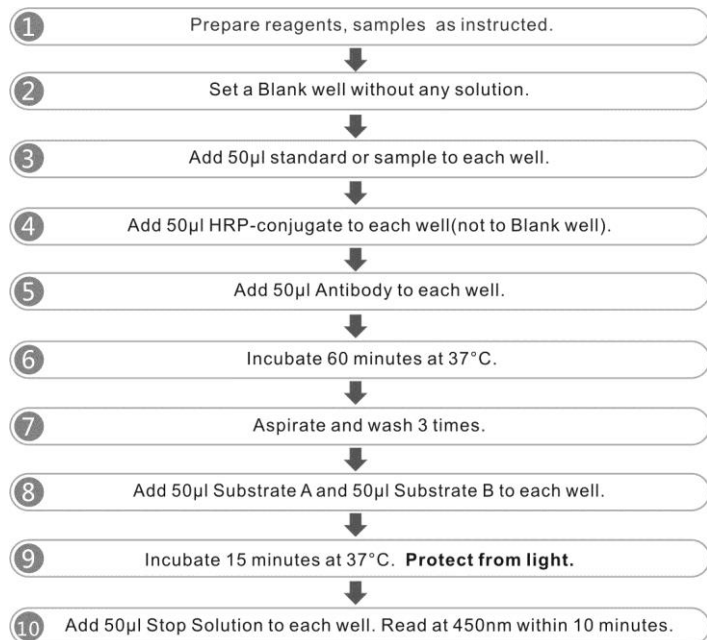 1 Prepare reagents, samples as instructed.
2 Set a Blank well without any solution.
3 Add 50μl standard or sample to each well.
4 Add 50μl HRP-conjugate to each well(not to Blank well).
5 Add 50μl Antibody to each well.
6 Incubate 60 minutes at 37°C.
7 Aspirate and wash 3 times.
8 Add 50μl Substrate A and 50μl Substrate B to each well.
9 Incubate 15 minutes at 37°C. Protect from light.
10 Add 50μl Stop Solution to each well. Read at 450nm within 10 minutes.